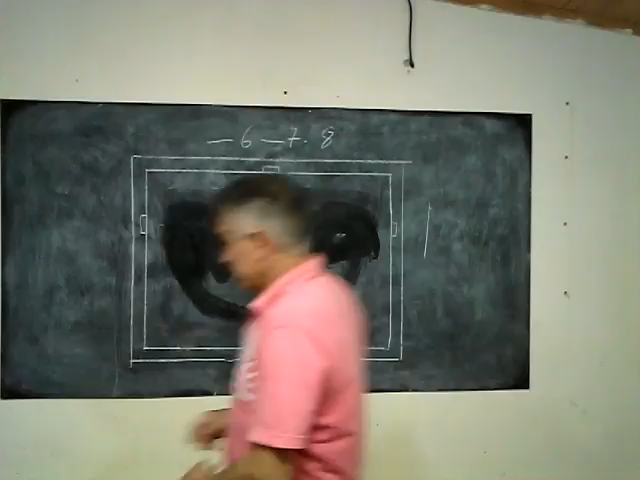 — 6 — 7. 8